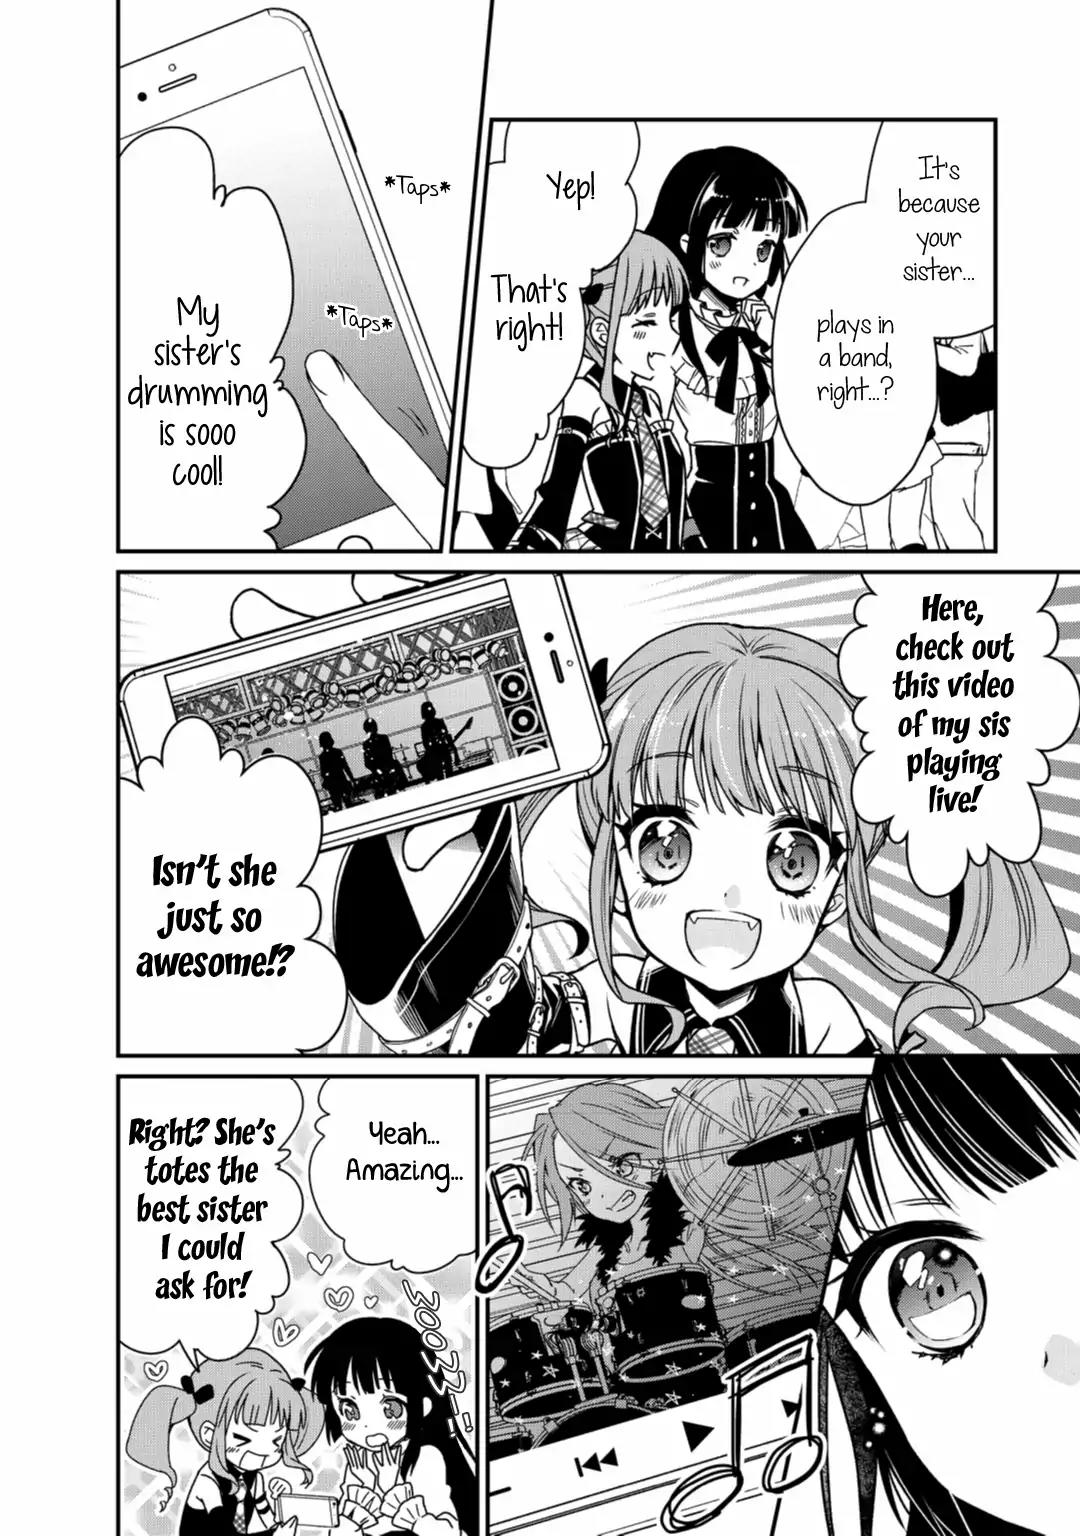 It's
because
your
sister...
plays in
a band,
right...?
Yep!
That's
right!
*Taps*
*Taps*
My
sister's
drumming
is sooo
cool!
Here,
check out
this video
of my sis
playing
live!
Isn't she
just so
awesome!?
Yeah...
Amazing...
Right? She's
totes the
best sister
I could
ask for!